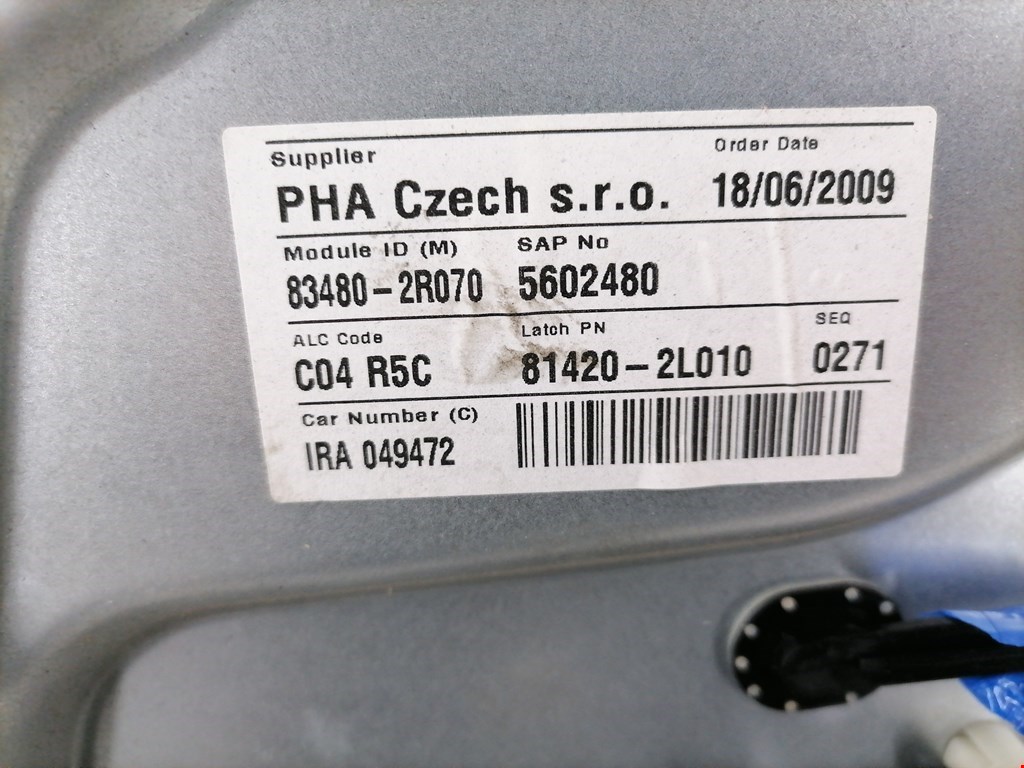 Supplier Order Date
PHA Czech s.r.o. 18/06/2009
Module ID (M) SAP No
83480-2R070 5602480
ALC Code Latch PN SEQ
C04 R5C 81420-2L010 0271
Car Number (C)
IRA 049472